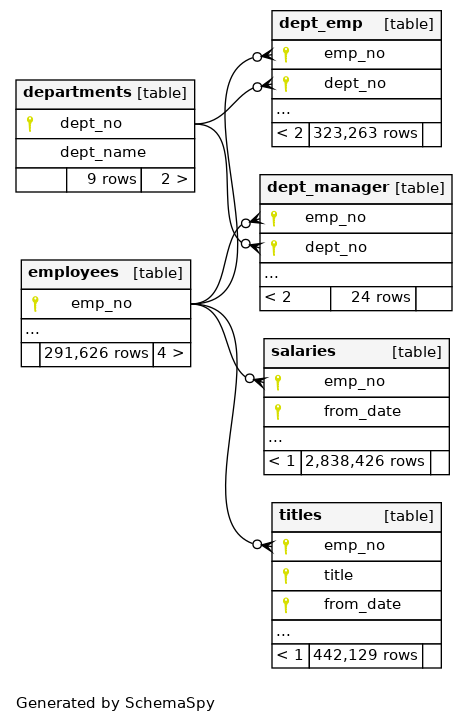 dept_emp [table]
emp_no
dept_no
...
< 2 323,263 rows
departments [table]
dept_no
dept_name
9 rows 2 >
dept_manager [table]
emp_no
dept_no
...
< 2 24 rows
employees [table]
emp_no
...
291,626 rows 4 >
salaries [table]
emp_no
from_date
...
< 1 2,838,426 rows
titles [table]
emp_no
title
from_date
...
< 1 442,129 rows
Generated by SchemaSpy